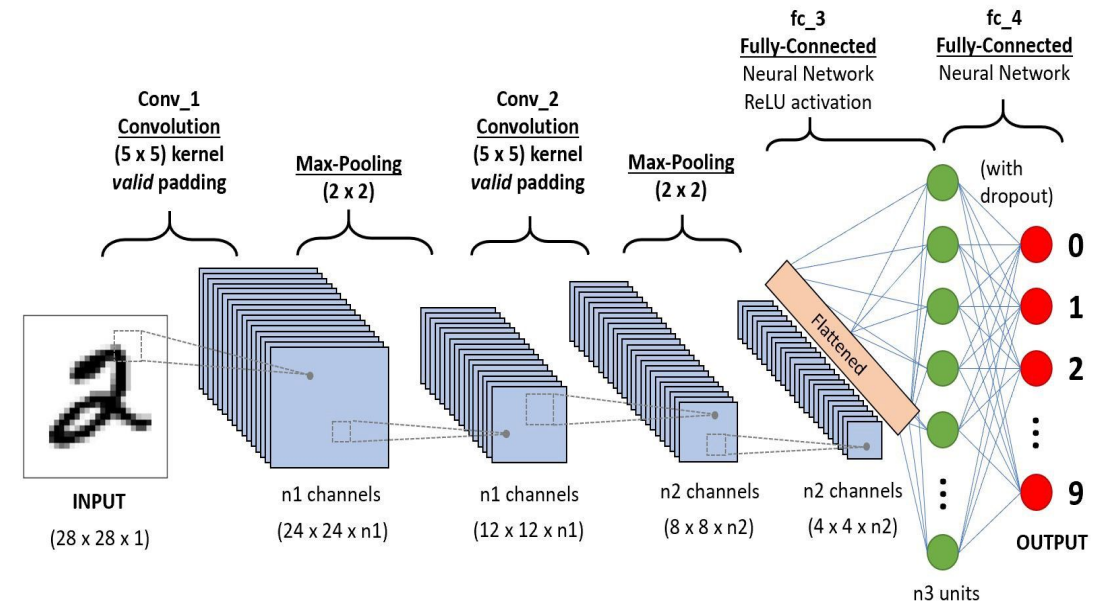 Conv_1
Convolution
(5 x 5) kernel
valid padding
Max-Pooling
(2 x 2)
Conv_2
Convolution
(5 x 5) kernel
valid padding
Max-Pooling
(2 x 2)
fc_3
Fully-Connected
Neural Network
ReLU activation
fc_4
Fully-Connected
Neural Network
(with
dropout)
2
INPUT
(28 x 28 x 1)
n1 channels
(24 x 24 x n1)
n1 channels
(12 x 12 x n1)
n2 channels
(8 x 8 x n2)
n2 channels
(4 x 4 x n2)
Flattened
n3 units
0
1
2
9
OUTPUT